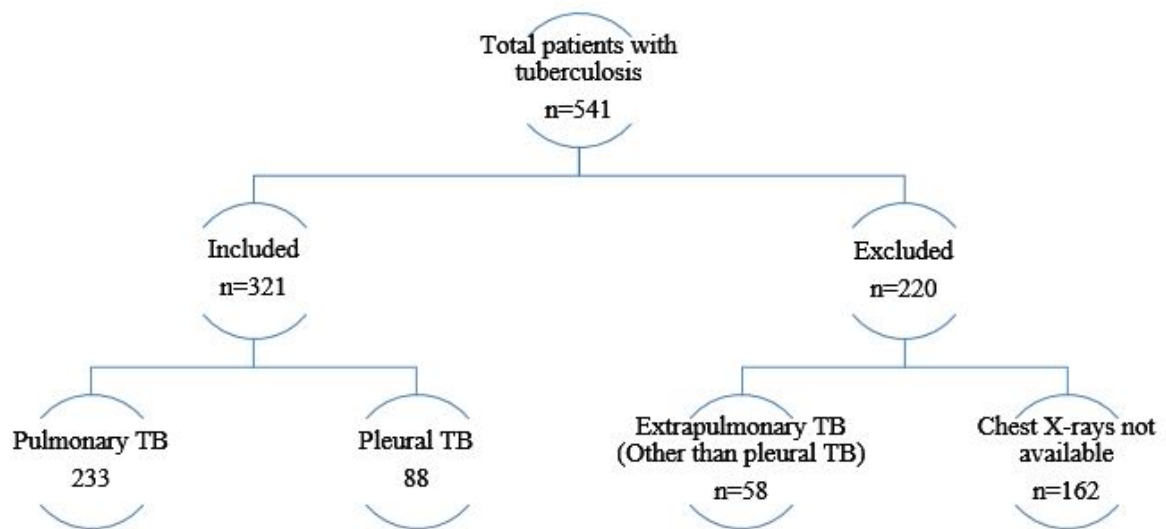 Total patients with
tuberculosis
n=541
Included
n=321
Excluded
n=220
Pulmonary TB
233
Pleural TB
88
Extrapulmonary TB
(Other than pleural TB)
n=58
Chest X-rays not
available
n=162